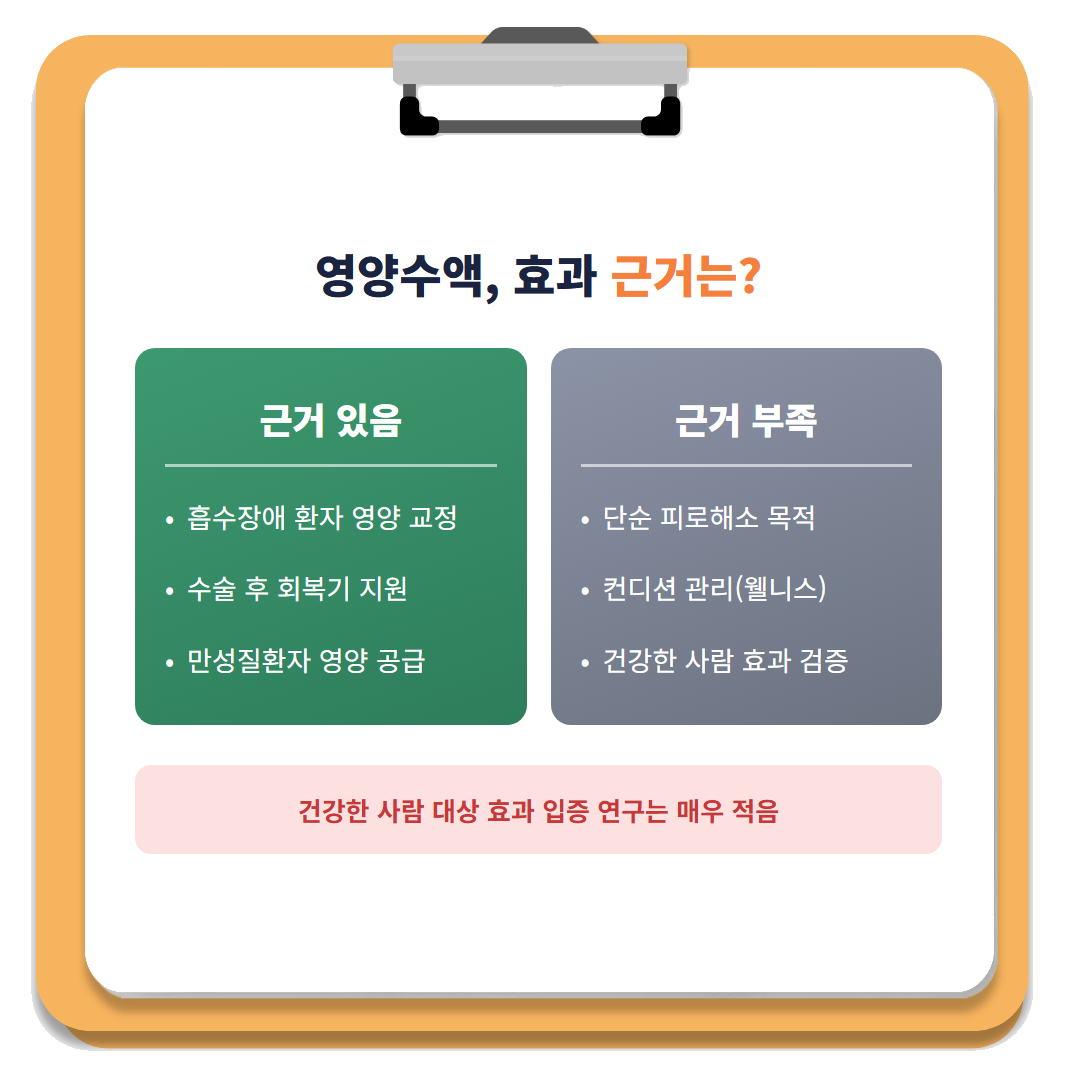 영양수액, 효과 근거는?
근거 있음
• 흡수장애 환자 영양 교정
• 수술 후 회복기 지원
• 만성질환자 영양 공급
근거 부족
• 단순 피로해소 목적
• 컨디션 관리(웰니스)
• 건강한 사람 효과 검증
건강한 사람 대상 효과 입증 연구는 매우 적음